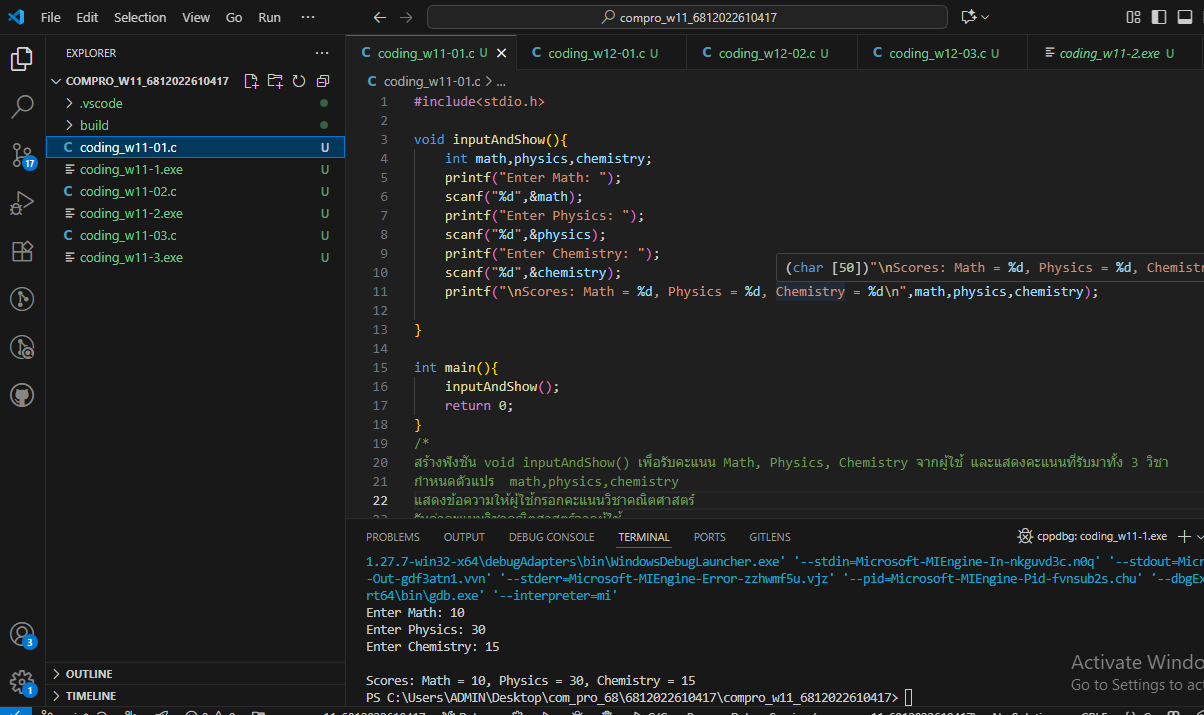 File Edit Selection View Go Run ···
compro_w11_6812022610417
EXPLORER ···
COMPRO_W11_6812022610417
.vscode
build
C coding_w11-01.c U
coding_w11-1.exe U
C coding_w11-02.c U
coding_w11-2.exe U
C coding_w11-03.c U
coding_w11-3.exe U
17
3
1
OUTLINE
TIMELINE
C coding_w11-01.c U
C coding_w12-01.c U
C coding_w12-02.c U
C coding_w12-03.c U
coding_w11-2.exe U
C coding_w11-01.c > ...
1 #include<stdio.h>
2
3 void inputAndShow(){
4 int math,physics,chemistry;
5 printf("Enter Math: ");
6 scanf("%d",&math);
7 printf("Enter Physics: ");
8 scanf("%d",&physics);
9 printf("Enter Chemistry: ");
10 scanf("%d",&chemistry);
(char [50])"\nScores: Math = %d, Physics = %d, Chemistr
11 printf("\nScores: Math = %d, Physics = %d, Chemistry = %d\n",math,physics,chemistry);
12
13 }
14
15 int main(){
16 inputAndShow();
17 return 0;
18 }
19 /*
20 สร้างฟังชัน void inputAndShow() เพื่อรับคะแนน Math, Physics, Chemistry จากผู้ใช้ และแสดงคะแนนที่รับมาทั้ง 3 วิชา
21 กำหนดตัวแปร math,physics,chemistry
22 แสดงข้อความให้ผู้ใช้กรอกคะแนนวิชาคณิตศาสตร์
PROBLEMS OUTPUT DEBUG CONSOLE TERMINAL PORTS GITLENS
cppdbg: coding_w11-1.exe
1.27.7-win32-x64\debugAdapters\bin\WindowsDebugLauncher.exe' '--stdin=Microsoft-MIEngine-In-nkguvd3c.n0q' '--stdout=Micr
-Out-gdf3atn1.vvn' '--stderr=Microsoft-MIEngine-Error-zzhwmf5u.vjz' '--pid=Microsoft-MIEngine-Pid-fvnsub2s.chu' '--dbgEx
rt64\bin\gdb.exe' '--interpreter=mi'
Enter Math: 10
Enter Physics: 30
Enter Chemistry: 15
Scores: Math = 10, Physics = 30, Chemistry = 15
PS C:\Users\ADMIN\Desktop\com_pro_68\6812022610417\compro_w11_6812022610417>
Activate Windo
Go to Settings to act